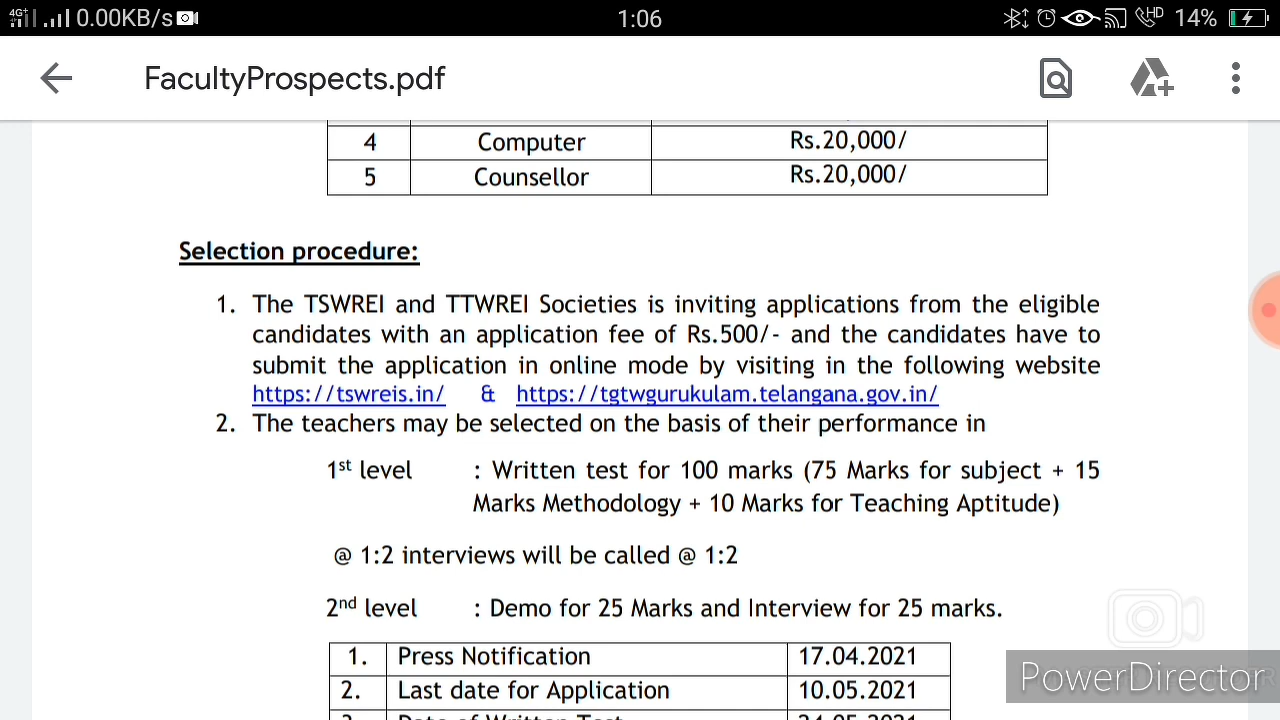 4G+ 0.00KB/s 1:06 HD 14%
FacultyProspects.pdf
4 Computer Rs.20,000/
5 Counsellor Rs.20,000/
Selection procedure:
1. The TSWREI and TTWREI Societies is inviting applications from the eligible
candidates with an application fee of Rs.500/- and the candidates have to
submit the application in online mode by visiting in the following website
https://tswreis.in/ & https://tgtwgurukulam.telangana.gov.in/
2. The teachers may be selected on the basis of their performance in
1st level : Written test for 100 marks (75 Marks for subject + 15
Marks Methodology + 10 Marks for Teaching Aptitude)
@ 1:2 interviews will be called @ 1:2
2nd level : Demo for 25 Marks and Interview for 25 marks.
1. Press Notification 17.04.2021
2. Last date for Application 10.05.2021
PowerDirector